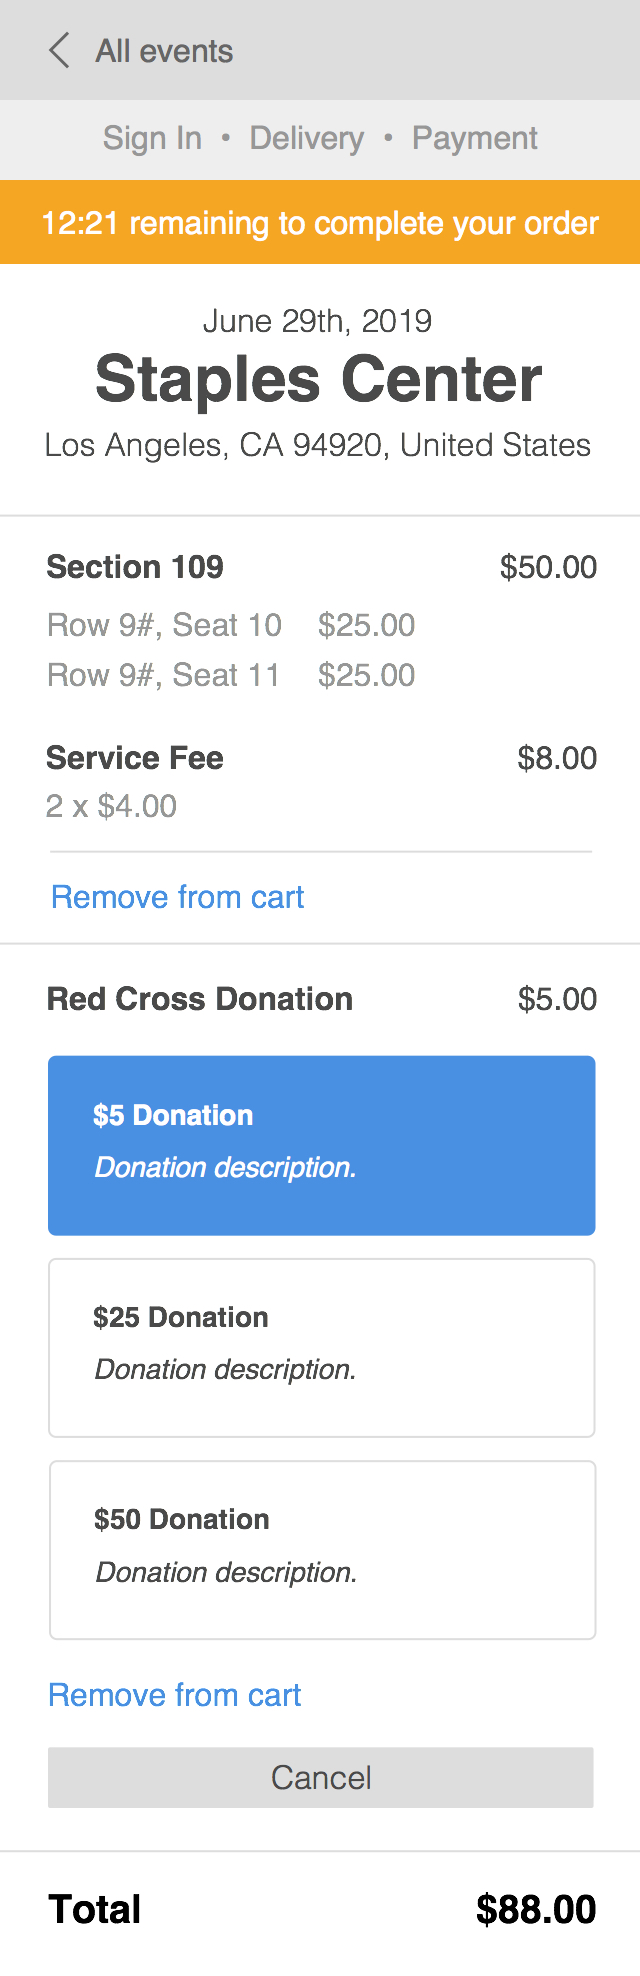 All events
Sign In • Delivery • Payment
12:21 remaining to complete your order
June 29th, 2019
Staples Center
Los Angeles, CA 94920, United States
Section 109 $50.00
Row 9#, Seat 10 $25.00
Row 9#, Seat 11 $25.00
Service Fee $8.00
2 x $4.00
Remove from cart
Red Cross Donation $5.00
$5 Donation
Donation description.
$25 Donation
Donation description.
$50 Donation
Donation description.
Remove from cart
Cancel
Total $88.00